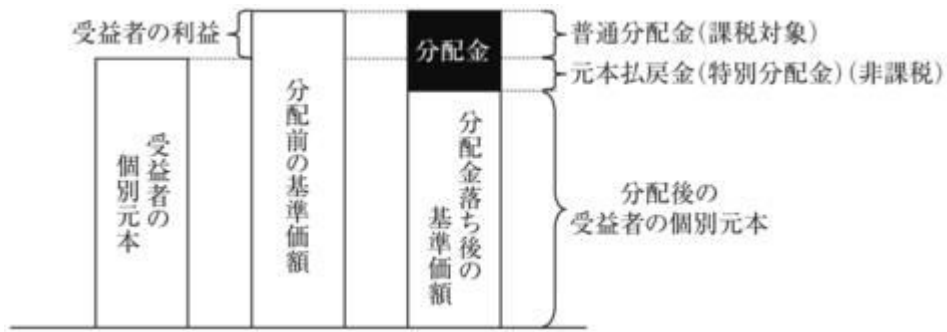 受益者の利益
分配金
普通分配金(課税対象)
元本払戻金(特別分配金)(非課税)
受益者の
個別元本
分配前の基準価額
分配金落ち後の
基準価額
分配後の
受益者の個別元本